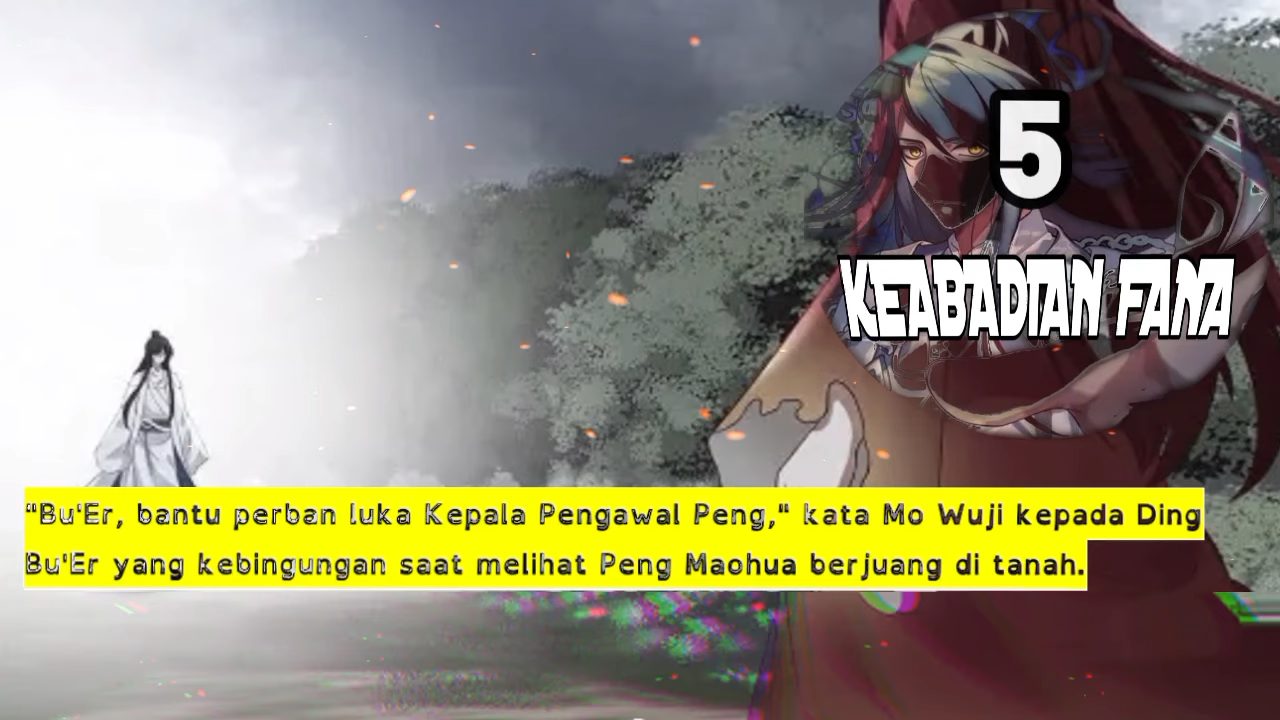 5
KEABADIAN FANA
"Bu'Er, bantu perban luka Kepala Pengawal Peng," kata Mo Wuji kepada Ding
Bu'Er yang kebingungan saat melihat Peng Maohua berjuang di tanah.